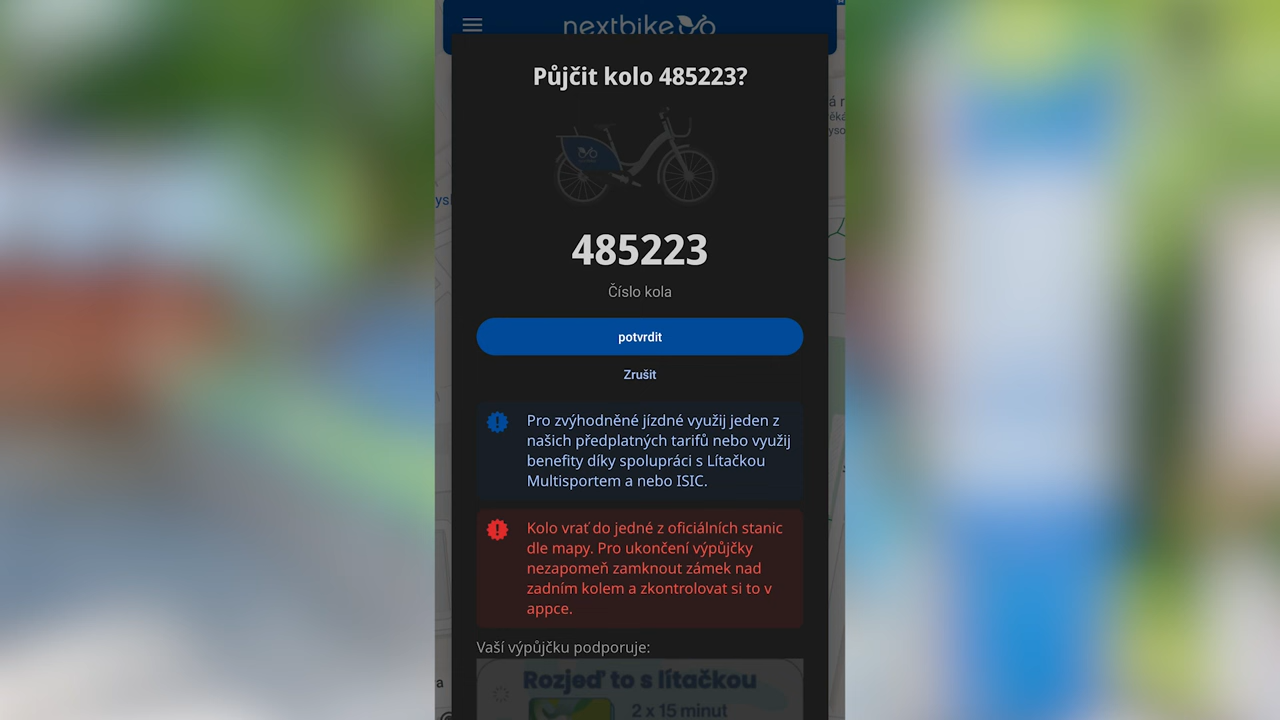 nextbike
Půjčit kolo 485223?
485223
Číslo kola
potvrdit
Zrušit
Pro zvýhodněné jízdné využij jeden z
našich předplatných tarifů nebo využij
benefity díky spolupráci s Lítačkou
Multisportem a nebo ISIC.
Kolo vrať do jedné z oficiálních stanic
dle mapy. Pro ukončení výpůjčky
nezapomeň zamknout zámek nad
zadním kolem a zkontrolovat si to v
appce.
Vaší výpůjčku podporuje:
Rozjeď to s lítačkou
2 x 15 minut